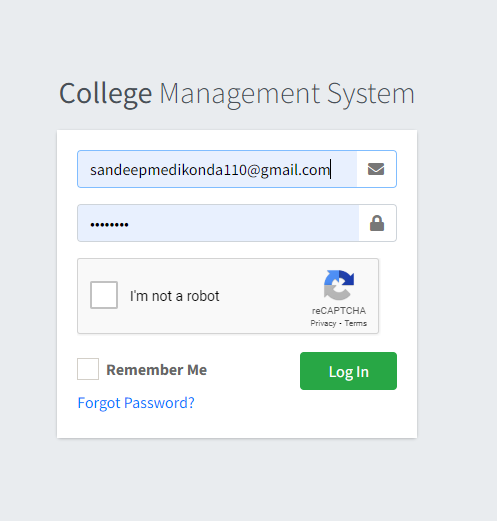 College Management System
sandeepmedikonda110@gmail.com
••••••••
I'm not a robot
reCAPTCHA
Privacy - Terms
Remember Me
Log In
Forgot Password?